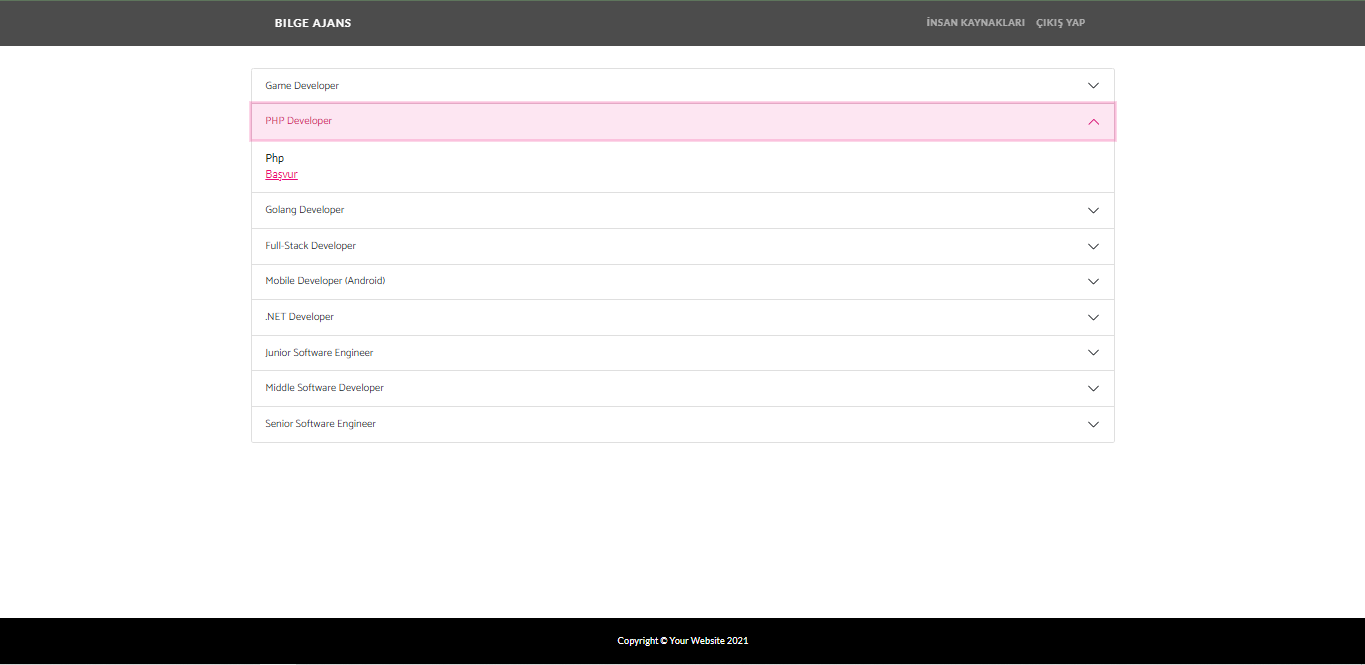 BILGE AJANS
İNSAN KAYNAKLARI ÇIKIŞ YAP
Game Developer
PHP Developer
Php
Başvur
Golang Developer
Full-Stack Developer
Mobile Developer (Android)
.NET Developer
Junior Software Engineer
Middle Software Developer
Senior Software Engineer
Copyright © Your Website 2021